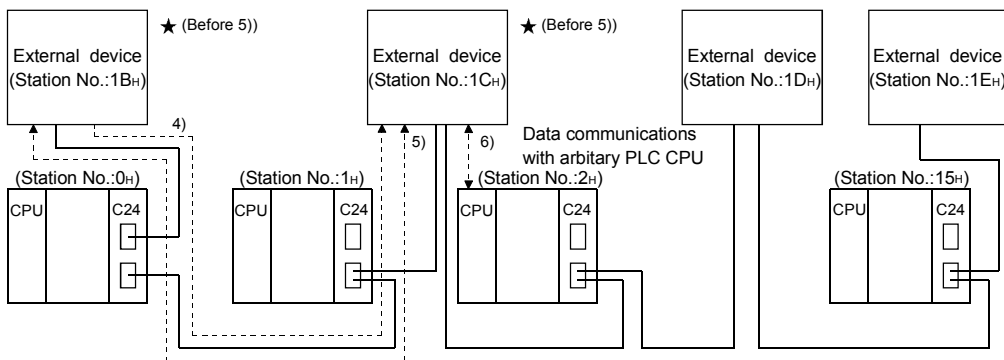 ★ (Before 5))
★ (Before 5))
External device
(Station No.:1BH)
External device
(Station No.:1CH)
External device
(Station No.:1DH)
External device
(Station No.:1EH)
4)
5)
6)
Data communications
with arbitary PLC CPU
(Station No.:0H)
(Station No.:1H)
(Station No.:2H)
(Station No.:15H)
CPU
C24
CPU
C24
CPU
C24
CPU
C24